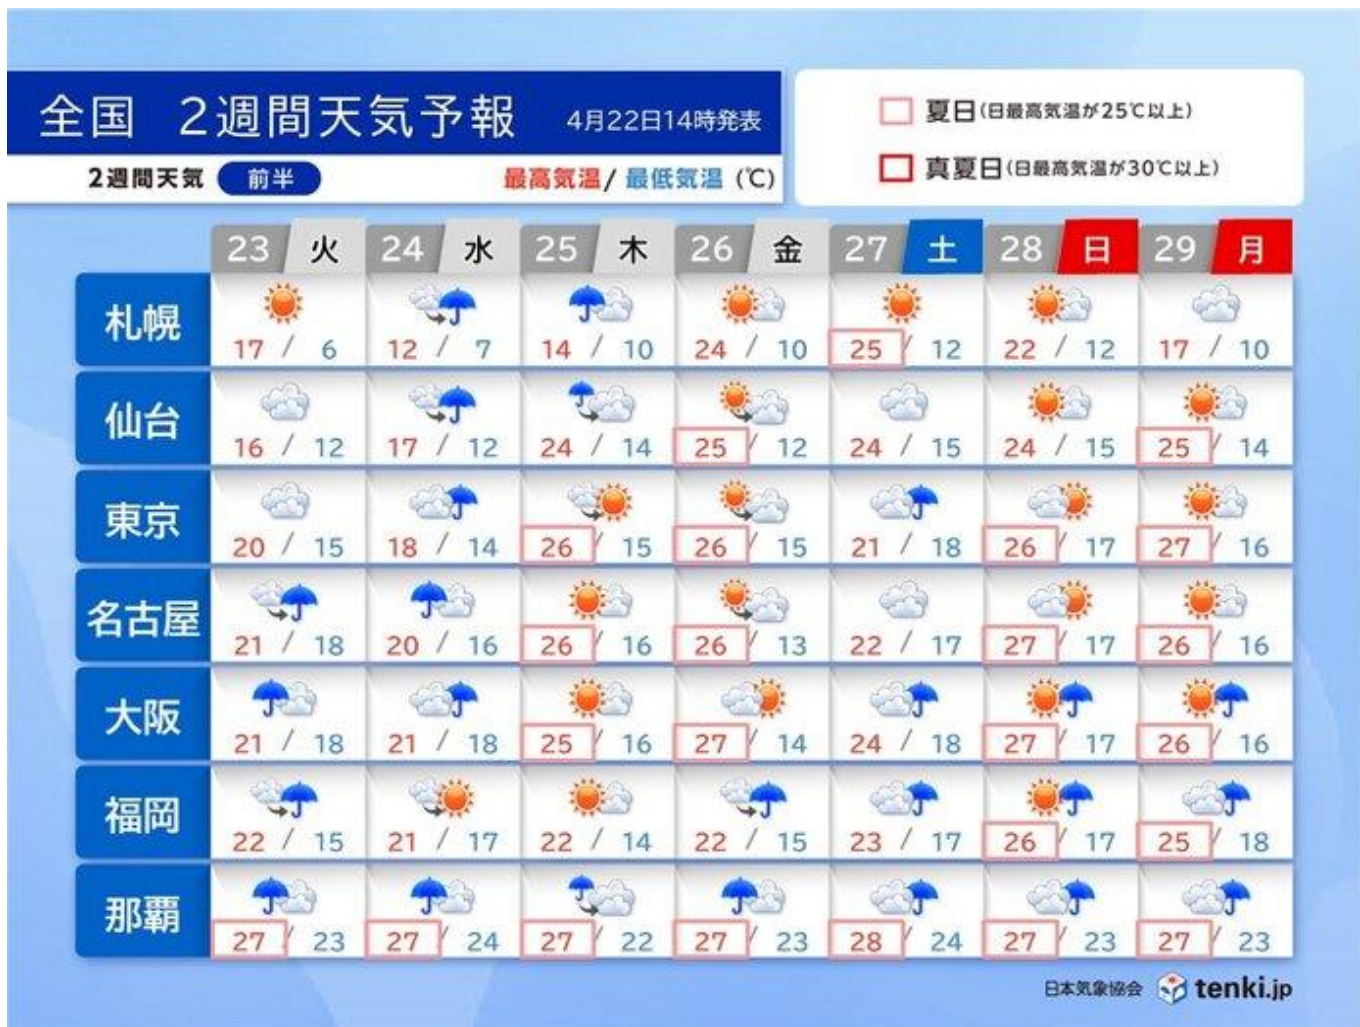 全国 2週間天気予報 4月22日14時発表
2週間天気 前半 最高気温/最低気温 (℃)
夏日(日最高気温が25℃以上)
真夏日(日最高気温が30℃以上)
23 火 24 水 25 木 26 金 27 土 28 日 29 月
札幌 17 / 6 12 / 7 14 / 10 24 / 10 25 / 12 22 / 12 17 / 10
仙台 16 / 12 17 / 12 24 / 14 25 / 12 24 / 15 24 / 15 25 / 14
東京 20 / 15 18 / 14 26 / 15 26 / 15 21 / 18 26 / 17 27 / 16
名古屋 21 / 18 20 / 16 26 / 16 26 / 13 22 / 17 27 / 17 26 / 16
大阪 21 / 18 21 / 18 25 / 16 27 / 14 24 / 18 27 / 17 26 / 16
福岡 22 / 15 21 / 17 22 / 14 22 / 15 23 / 17 26 / 17 25 / 18
那覇 27 / 23 27 / 24 27 / 22 27 / 23 28 / 24 27 / 23 27 / 23
日本気象協会 tenki.jp